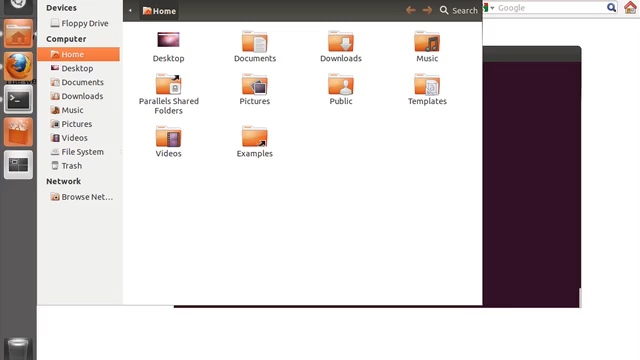 Devices
Floppy Drive
Computer
Home
Desktop
Documents
Downloads
Music
Pictures
Videos
File System
Trash
Network
Browse Net...
Home
Search
Google
Desktop
Documents
Downloads
Music
Parallels Shared
Folders
Pictures
Public
Templates
Videos
Examples